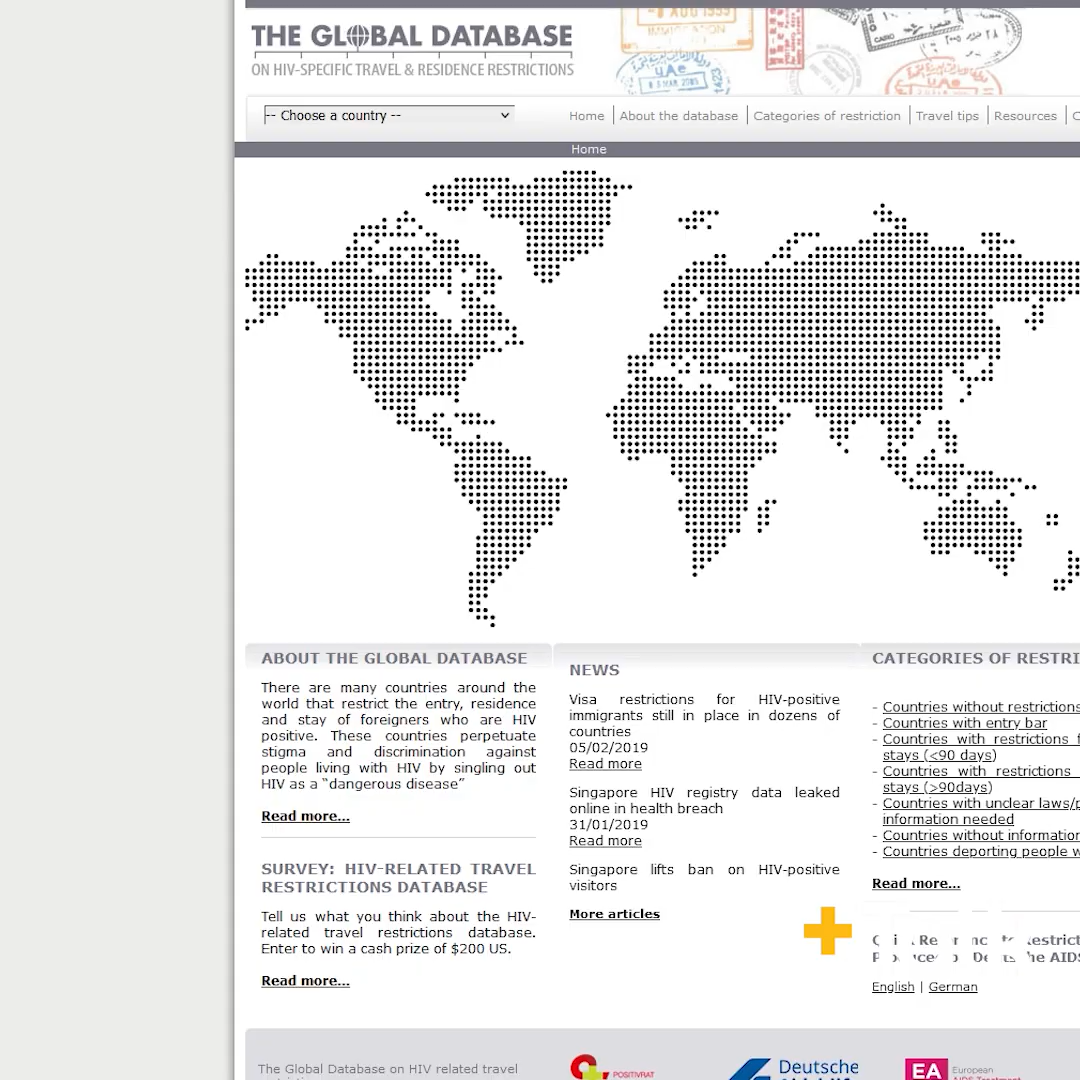 THE GLOBAL DATABASE
ON HIV-SPECIFIC TRAVEL & RESIDENCE RESTRICTIONS
-- Choose a country --
Home
About the database
Categories of restriction
Travel tips
Resources
Home
ABOUT THE GLOBAL DATABASE
There are many countries around the
world that restrict the entry, residence
and stay of foreigners who are HIV
positive. These countries perpetuate
stigma and discrimination against
people living with HIV by singling out
HIV as a “dangerous disease”
Read more...
SURVEY: HIV-RELATED TRAVEL
RESTRICTIONS DATABASE
Tell us what you think about the HIV-
related travel restrictions database.
Enter to win a cash prize of $200 US.
Read more...
NEWS
Visa restrictions for HIV-positive
immigrants still in place in dozens of
countries
05/02/2019
Read more
Singapore HIV registry data leaked
online in health breach
31/01/2019
Read more
Singapore lifts ban on HIV-positive
visitors
More articles
CATEGORIES OF RESTRI
- Countries without restrictions
- Countries with entry bar
- Countries with restrictions f
stays (<90 days)
- Countries with restrictions
stays (>90days)
- Countries with unclear laws/p
information needed
- Countries without information
- Countries deporting people w
Read more...
English | German
The Global Database on HIV related travel
POSITIVRAT
Deutsche
EA European